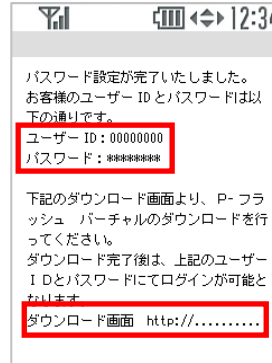 12:34
パスワード設定が完了いたしました。
お客様のユーザー ID とパスワードは以
下の通りです。
ユーザー ID：00000000
パスワード：********
下記のダウンロード画面より、 P- フラ
ッシュ　バーチャルのダウンロードを行
ってください。
ダウンロード完了後は、上記のユーザー
ＩＤとパスワードにてログインが可能と
なります
ダウンロード画面　http://..........